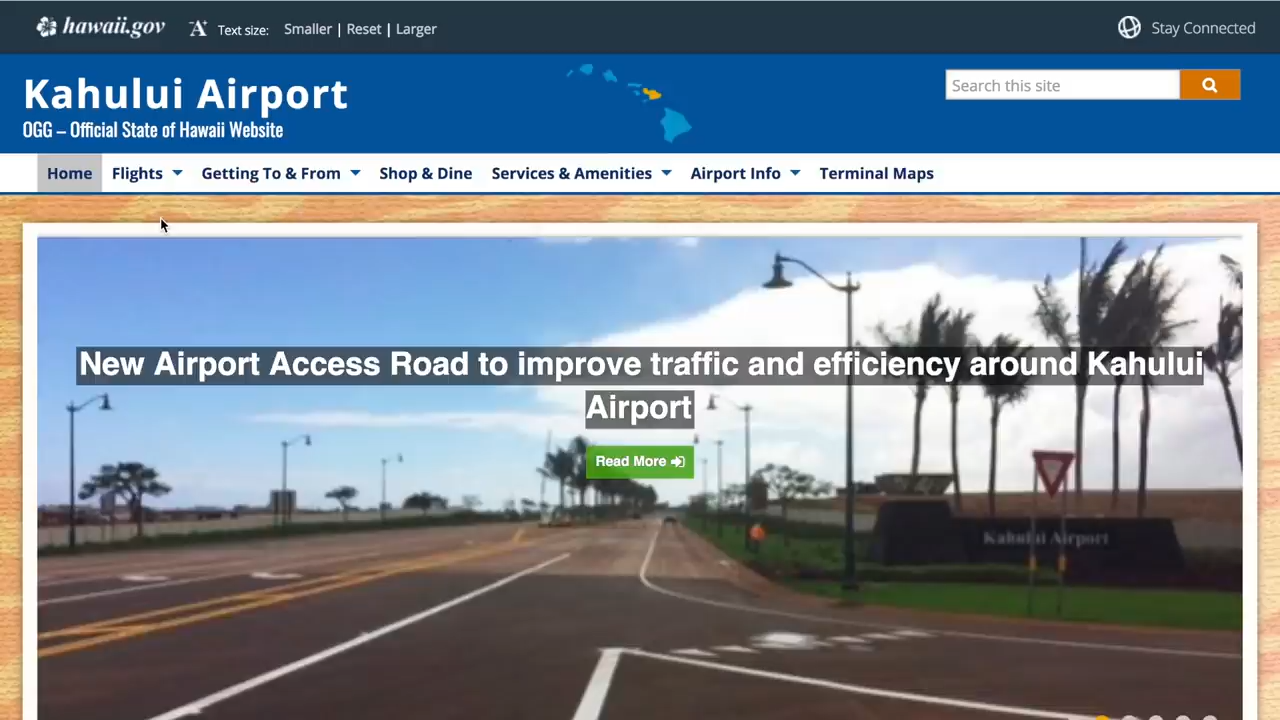 hawaii.gov
Text size: Smaller | Reset | Larger
Stay Connected
Kahului Airport
OGG – Official State of Hawaii Website
Search this site
Home Flights Getting To & From Shop & Dine Services & Amenities Airport Info Terminal Maps
New Airport Access Road to improve traffic and efficiency around Kahului
Airport
Read More
Kahului Airport